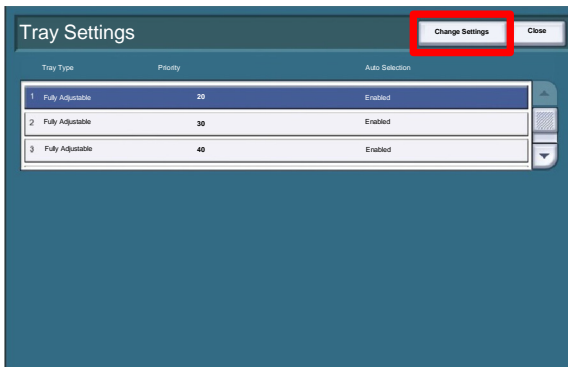 Tray Settings Change Settings Close
Tray Type Priority Auto Selection
1 Fully Adjustable 20 Enabled
2 Fully Adjustable 30 Enabled
3 Fully Adjustable 40 Enabled